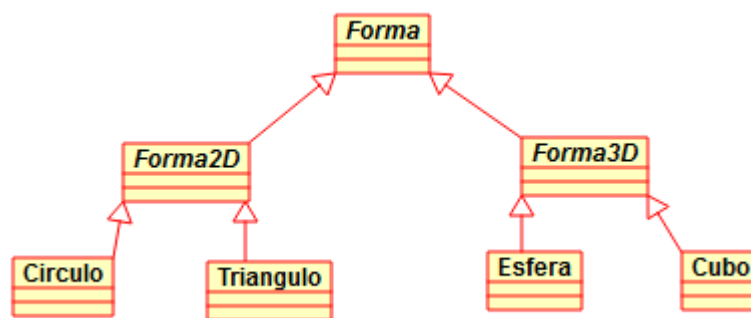 Forma
Forma2D
Forma3D
Circulo
Triangulo
Esfera
Cubo